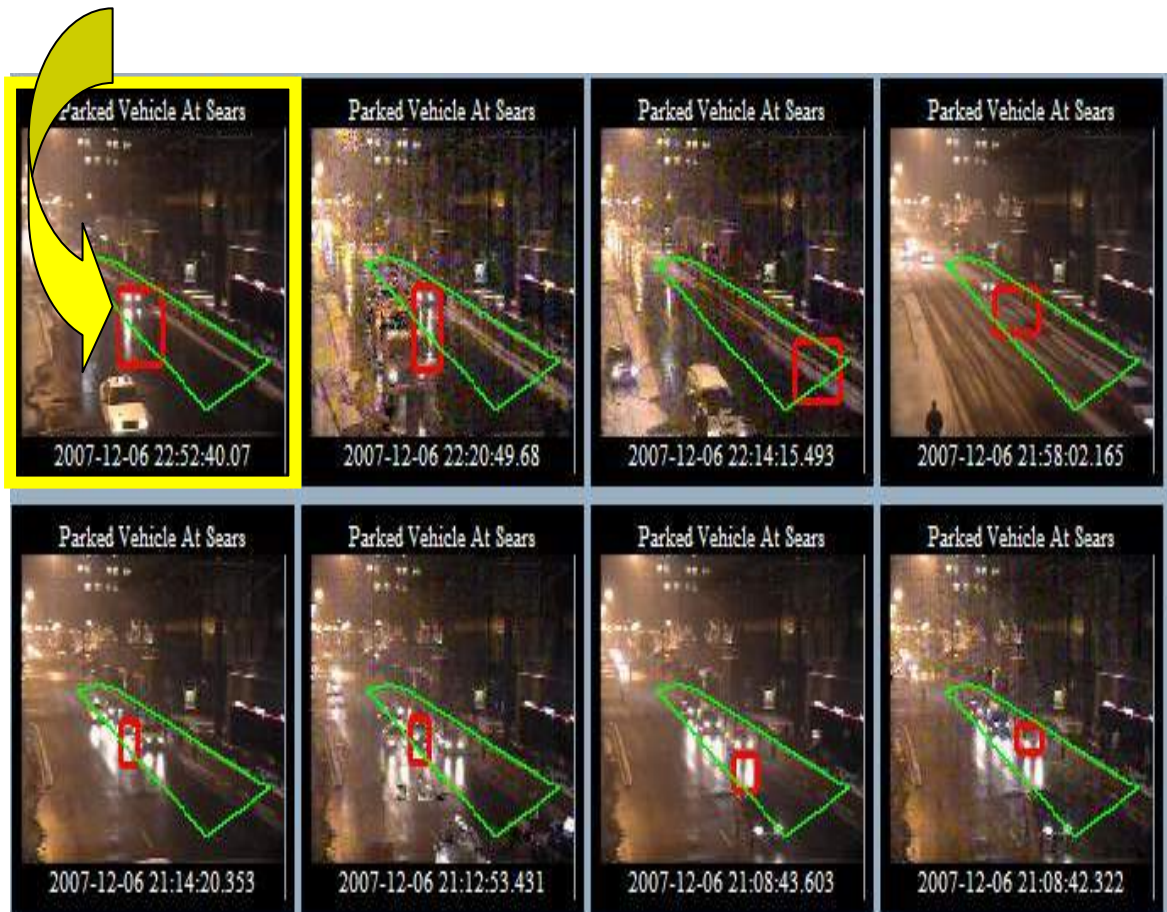 Parked Vehicle At Sears
2007-12-06 22:52:40.07
Parked Vehicle At Sears
2007-12-06 22:20:49.68
Parked Vehicle At Sears
2007-12-06 22:14:15.493
Parked Vehicle At Sears
2007-12-06 21:58:02.165
Parked Vehicle At Sears
2007-12-06 21:14:20.353
Parked Vehicle At Sears
2007-12-06 21:12:53.431
Parked Vehicle At Sears
2007-12-06 21:08:43.603
Parked Vehicle At Sears
2007-12-06 21:08:42.322